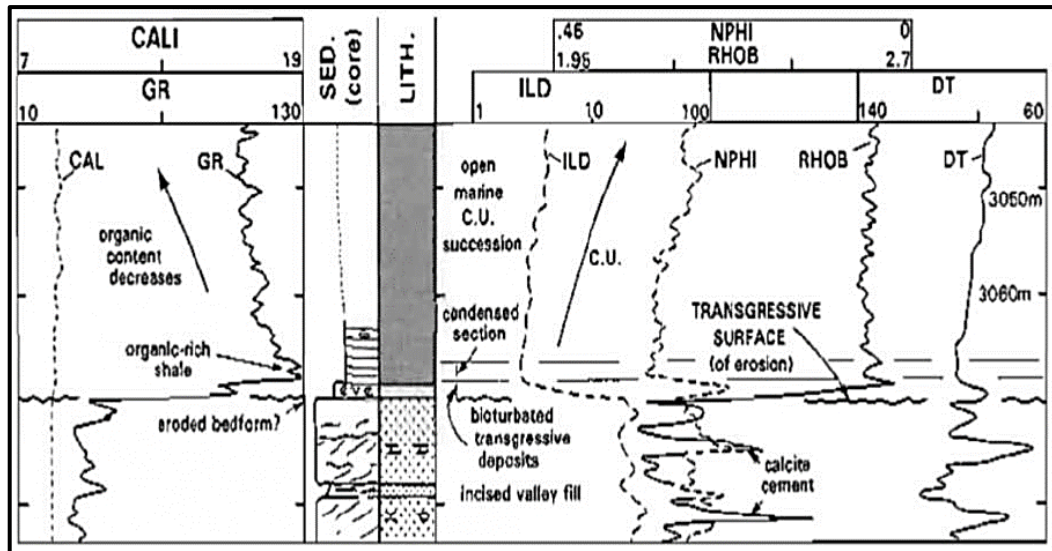 CALI
7 19
GR
10 130
SED.
(core)
LITH.
.45 NPHI 0
1.95 RHOB 2.7
ILD
1 10 100
DT
140 60
CAL
GR
organic
content
decreases
organic-rich
shale
eroded bedform?
open
marine
C.U.
succession
condensed
section
bioturbated
transgressive
deposits
incised valley fill
ILD
C.U.
NPHI
RHOB
DT
3050m
3060m
TRANSGRESSIVE
SURFACE
(of erosion)
calcite
cement